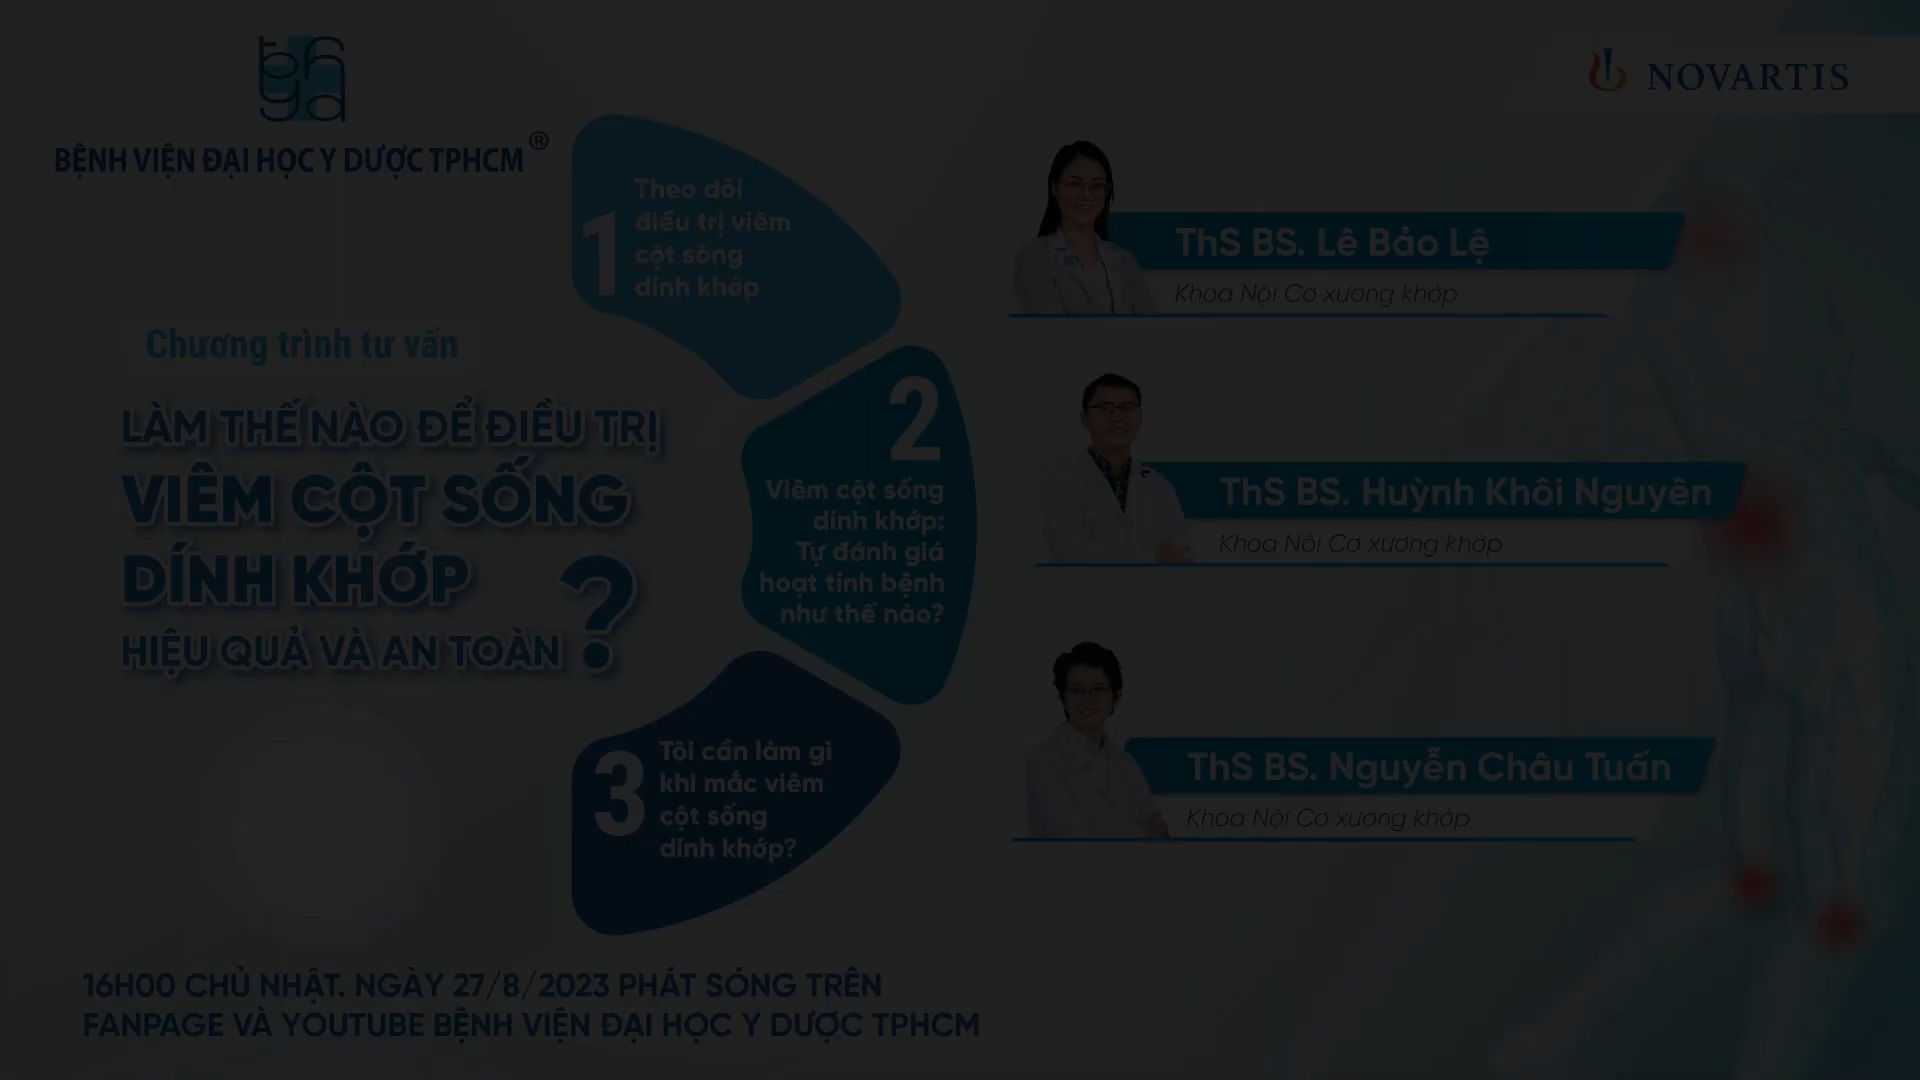 BỆNH VIỆN ĐẠI HỌC Y DƯỢC TPHCM ®
NOVARTIS
Chương trình tư vấn
LÀM THẾ NÀO ĐỂ ĐIỀU TRỊ
VIÊM CỘT SỐNG
DÍNH KHỚP
HIỆU QUẢ VÀ AN TOÀN ?
1
Theo dõi
điều trị viêm
cột sống
dính khớp
2
Viêm cột sống
dính khớp:
Tự đánh giá
hoạt tính bệnh
như thế nào?
3
Tôi cần làm gì
khi mắc viêm
cột sống
dính khớp?
ThS BS. Lê Bảo Lệ
Khoa Nội Cơ xương khớp
ThS BS. Huỳnh Khôi Nguyên
Khoa Nội Cơ xương khớp
ThS BS. Nguyễn Châu Tuấn
Khoa Nội Cơ xương khớp
16H00 CHỦ NHẬT. NGÀY 27/8/2023 PHÁT SÓNG TRÊN
FANPAGE VÀ YOUTUBE BỆNH VIỆN ĐẠI HỌC Y DƯỢC TPHCM